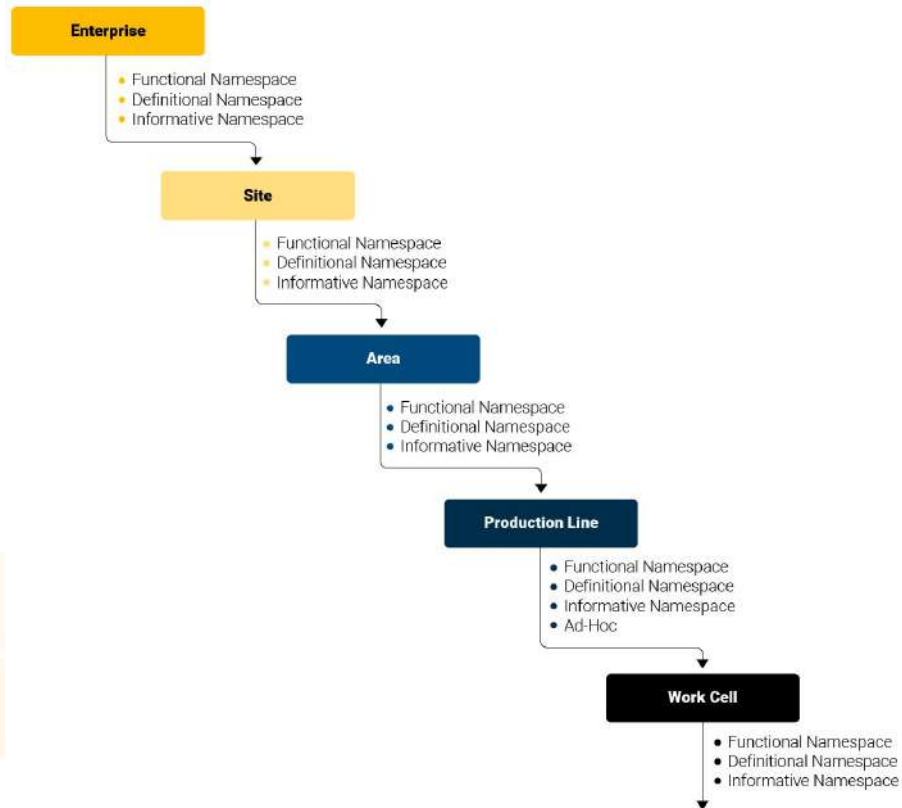 Enterprise
Functional Namespace
Definitional Namespace
Informative Namespace
Site
Functional Namespace
Definitional Namespace
Informative Namespace
Area
Functional Namespace
Definitional Namespace
Informative Namespace
Production Line
Functional Namespace
Definitional Namespace
Informative Namespace
Ad-Hoc
Work Cell
Functional Namespace
Definitional Namespace
Informative Namespace